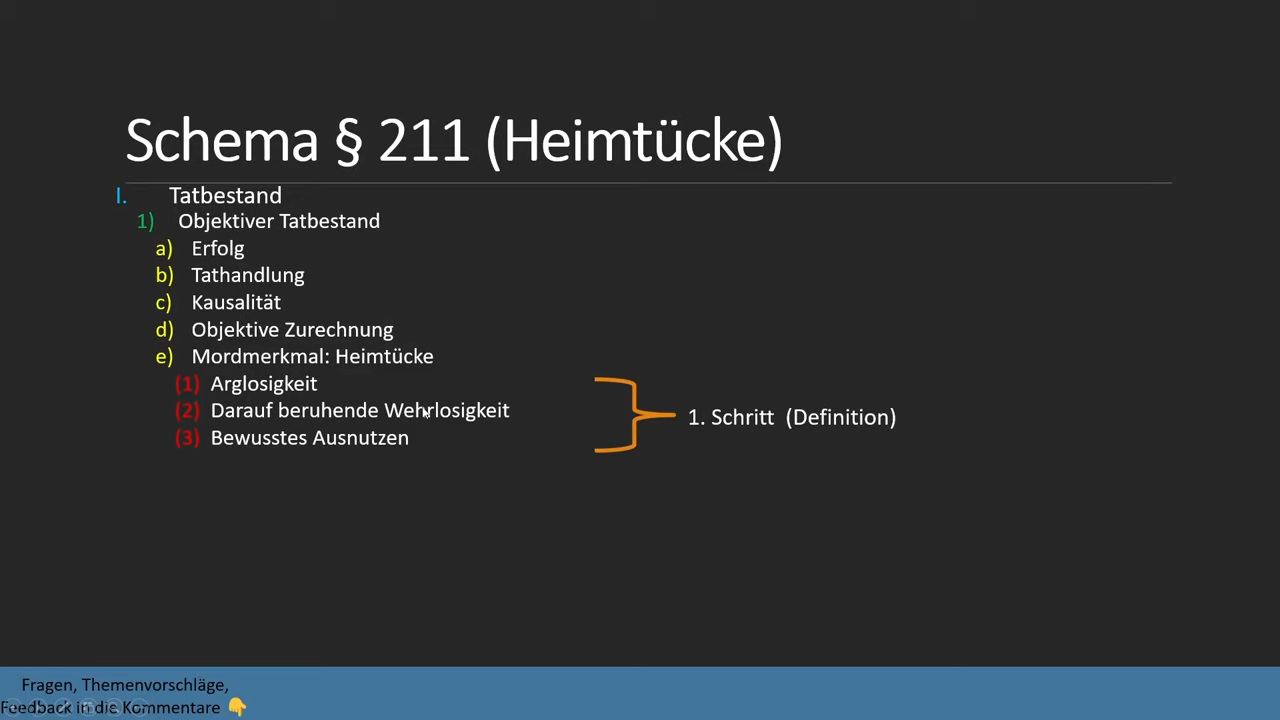 Schema § 211 (Heimtücke)
I. Tatbestand
1) Objektiver Tatbestand
a) Erfolg
b) Tathandlung
c) Kausalität
d) Objektive Zurechnung
e) Mordmerkmal: Heimtücke
(1) Arglosigkeit
(2) Darauf beruhende Wehrlosigkeit
(3) Bewusstes Ausnutzen
1. Schritt (Definition)
Fragen, Themenvorschläge,
Feedback in die Kommentare 👇